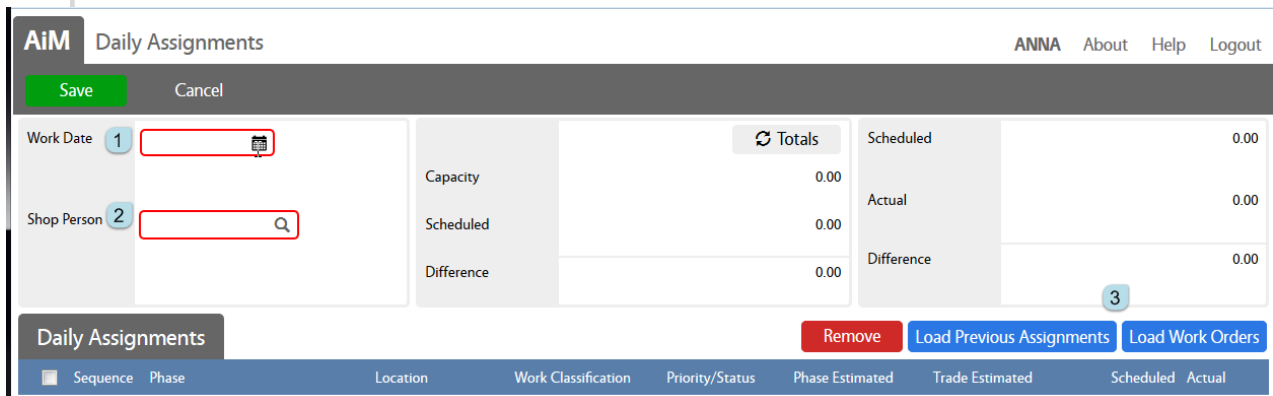 AiM Daily Assignments ANNA About Help Logout
Save Cancel
Work Date 1
Shop Person 2
Totals
Capacity 0.00
Scheduled 0.00
Difference 0.00
Scheduled 0.00
Actual 0.00
Difference 0.00
3
Daily Assignments Remove Load Previous Assignments Load Work Orders
Sequence Phase Location Work Classification Priority/Status Phase Estimated Trade Estimated Scheduled Actual